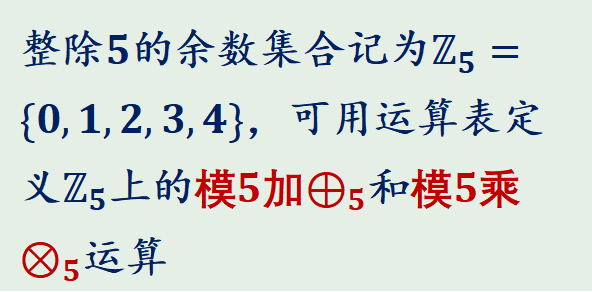 整除5的余数集合记为ℤ₅ =
{0, 1, 2, 3, 4}，可用运算表定
义ℤ₅上的模5加⊕₅和模5乘
⊗₅运算